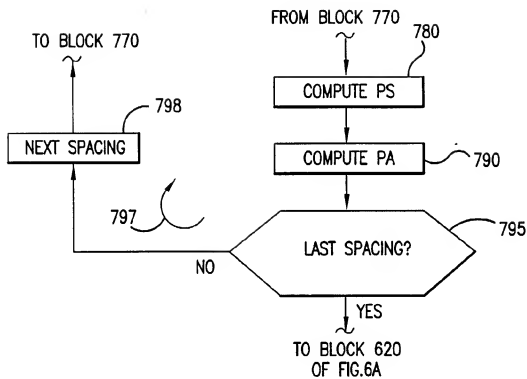 TO BLOCK 770
FROM BLOCK 770
780
COMPUTE PS
798
NEXT SPACING
COMPUTE PA
790
797
795
LAST SPACING?
NO
YES
TO BLOCK 620
OF FIG.6A